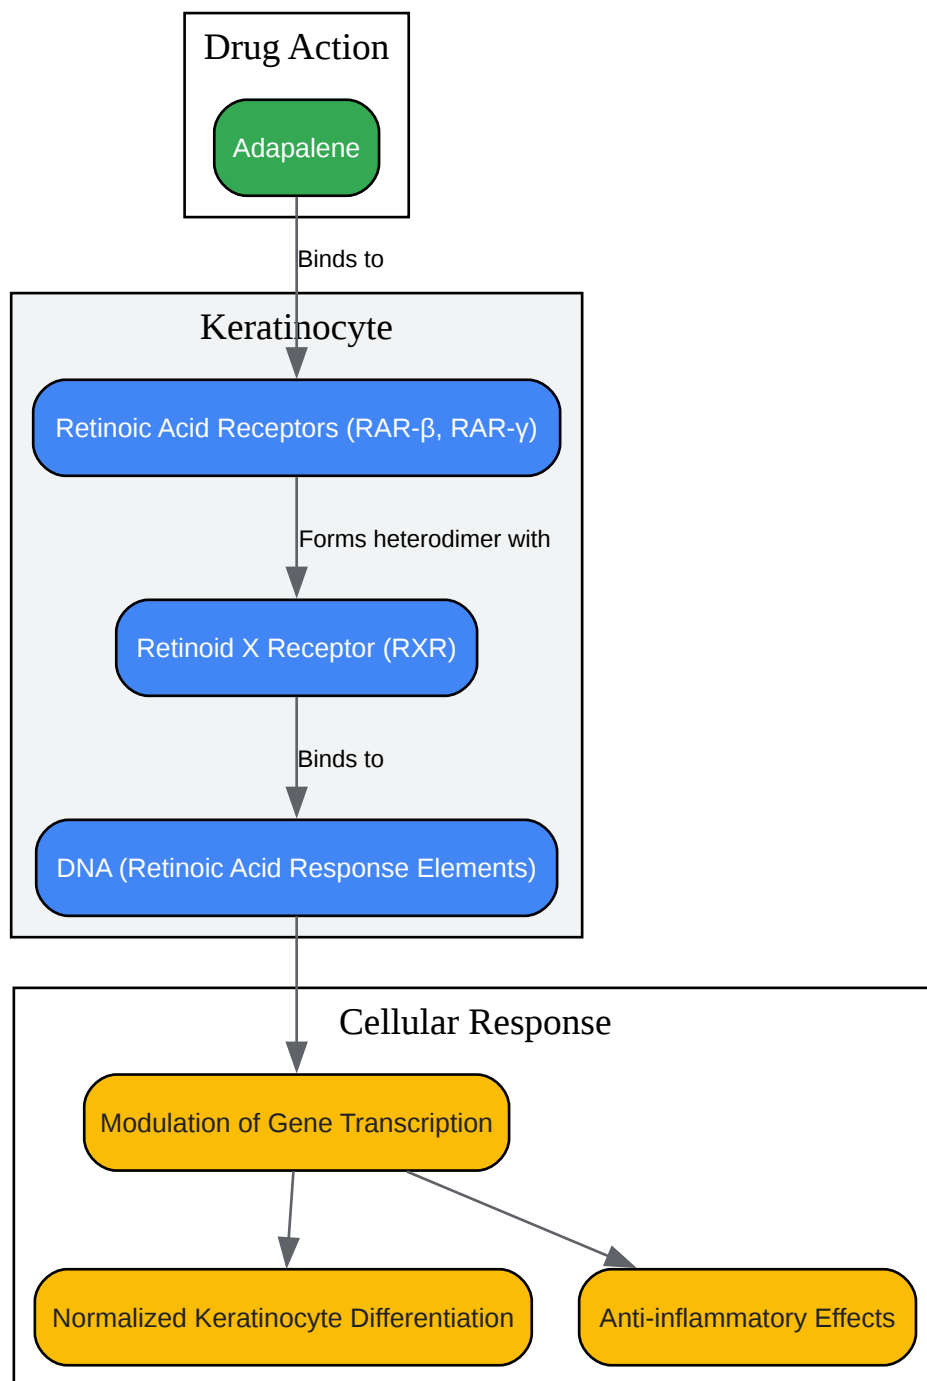 Drug Action
Adapalene
Binds to
Keratinocyte
Retinoic Acid Receptors (RAR-β, RAR-γ)
Forms heterodimer with
Retinoid X Receptor (RXR)
Binds to
DNA (Retinoic Acid Response Elements)
Cellular Response
Modulation of Gene Transcription
Normalized Keratinocyte Differentiation
Anti-inflammatory Effects